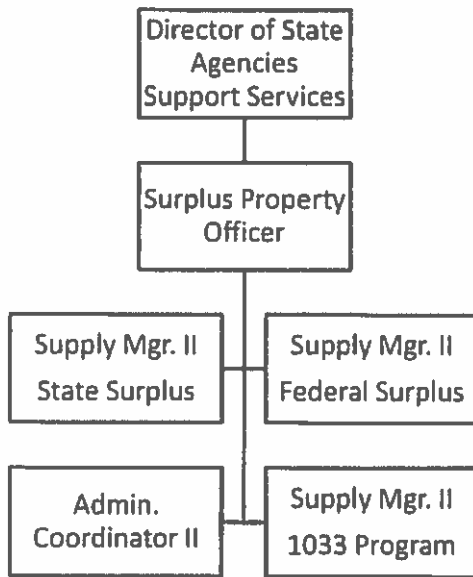 Director of State
Agencies
Support Services
Surplus Property
Officer
Supply Mgr. II
State Surplus
Supply Mgr. II
Federal Surplus
Admin.
Coordinator II
Supply Mgr. II
1033 Program